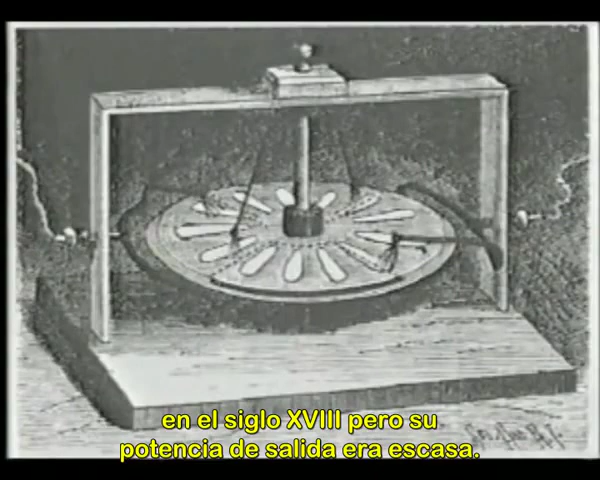 en el siglo XVIII pero su
potencia de salida era escasa.